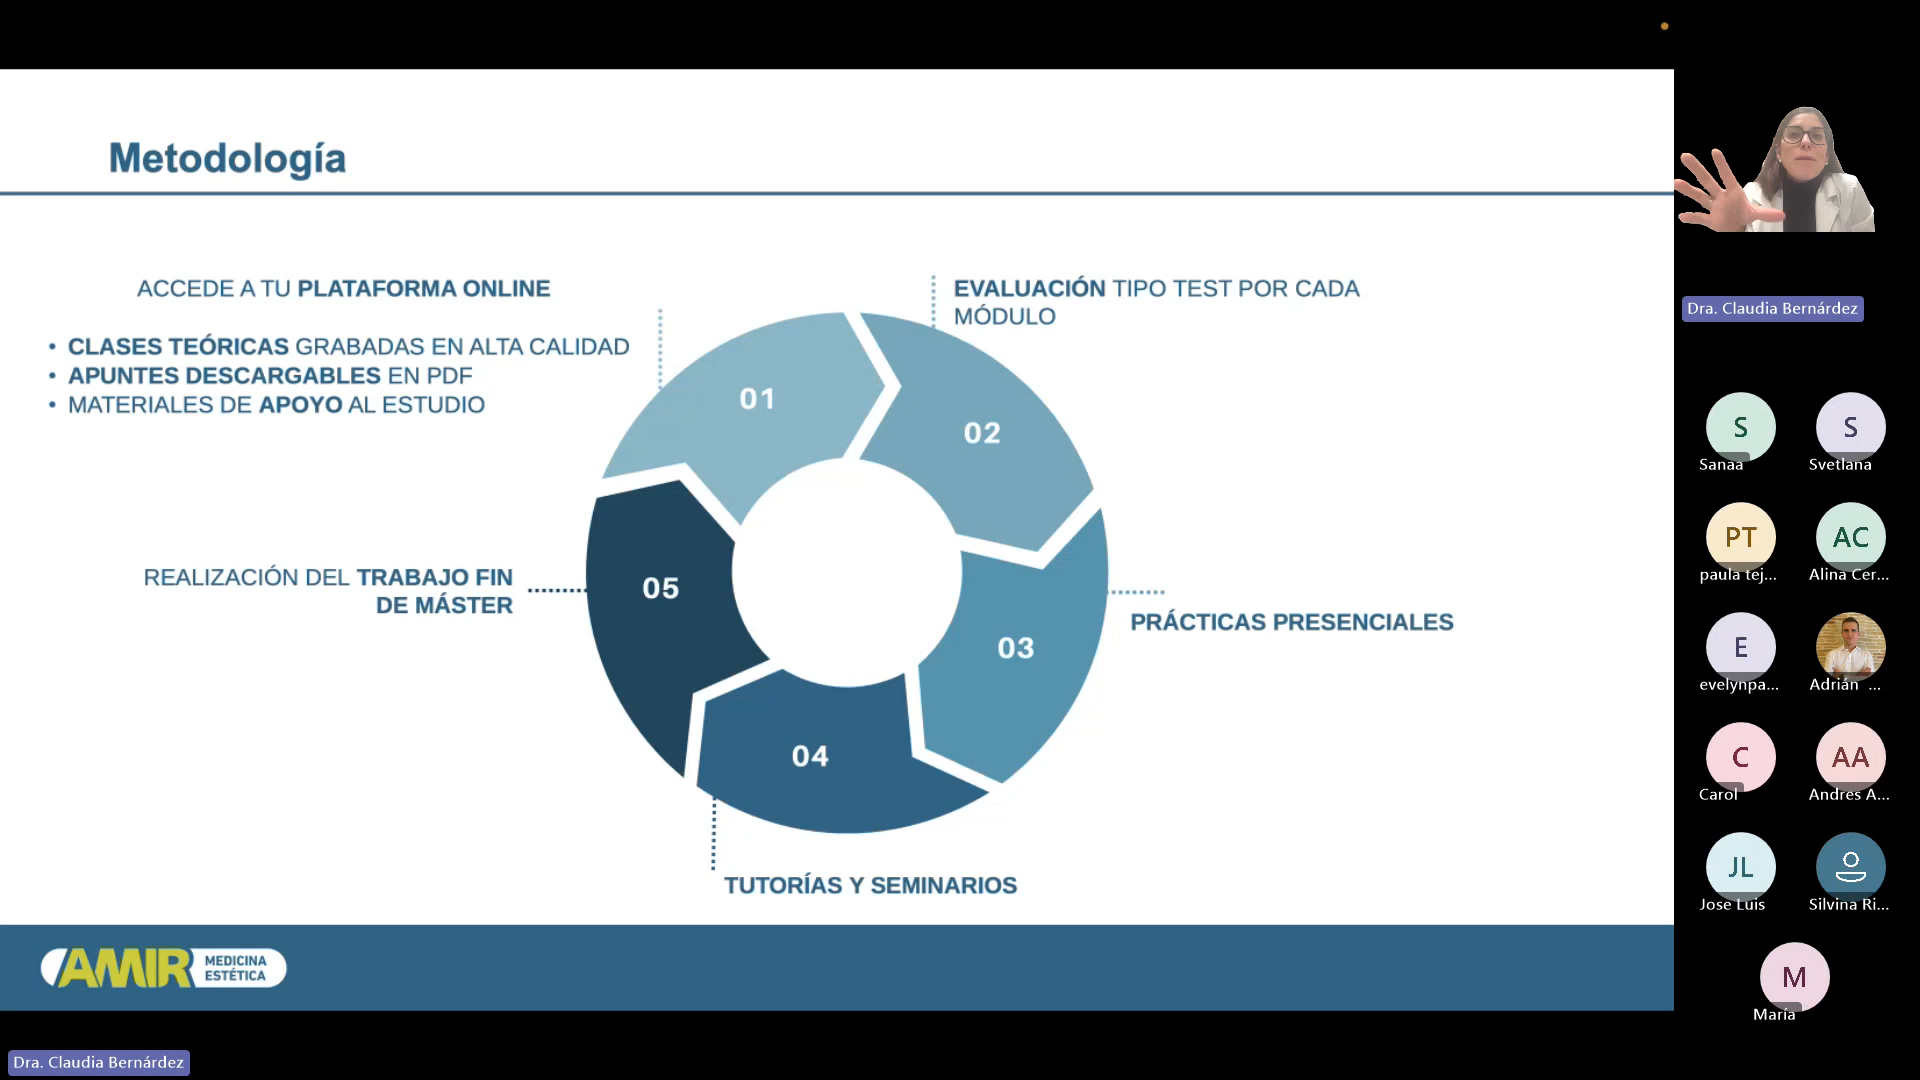 Metodología
ACCEDE A TU PLATAFORMA ONLINE
• CLASES TEÓRICAS GRABADAS EN ALTA CALIDAD
• APUNTES DESCARGABLES EN PDF
• MATERIALES DE APOYO AL ESTUDIO
EVALUACIÓN TIPO TEST POR CADA
MÓDULO
01
02
03
04
05
PRÁCTICAS PRESENCIALES
TUTORÍAS Y SEMINARIOS
REALIZACIÓN DEL TRABAJO FIN
DE MÁSTER
AMIR MEDICINA
ESTÉTICA
Dra. Claudia Bernárdez
Dra. Claudia Bernárdez
S
Sanaa
S
Svetlana
PT
paula tej...
AC
Alina Cer...
E
evelynpa...
Adrián ...
C
Carol
AA
Andres A...
JL
Jose Luis
Silvina Ri...
M
María